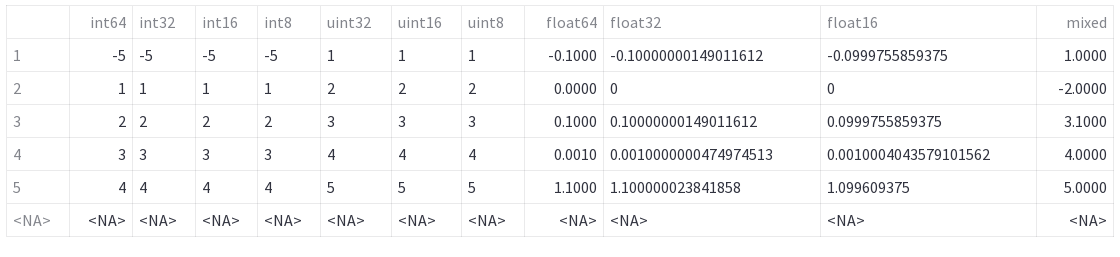 int64 int32 int16 int8 uint32 uint16 uint8 float64 float32 float16 mixed
1 -5 -5 -5 -5 1 1 1 -0.1000 -0.10000000149011612 -0.0999755859375 1.0000
2 1 1 1 1 2 2 2 0.0000 0 0 -2.0000
3 2 2 2 2 3 3 3 0.1000 0.10000000149011612 0.0999755859375 3.1000
4 3 3 3 3 4 4 4 0.0010 0.0010000000474974513 0.0010004043579101562 4.0000
5 4 4 4 4 5 5 5 1.1000 1.100000023841858 1.099609375 5.0000
<NA> <NA> <NA> <NA> <NA> <NA> <NA> <NA> <NA> <NA> <NA> <NA>